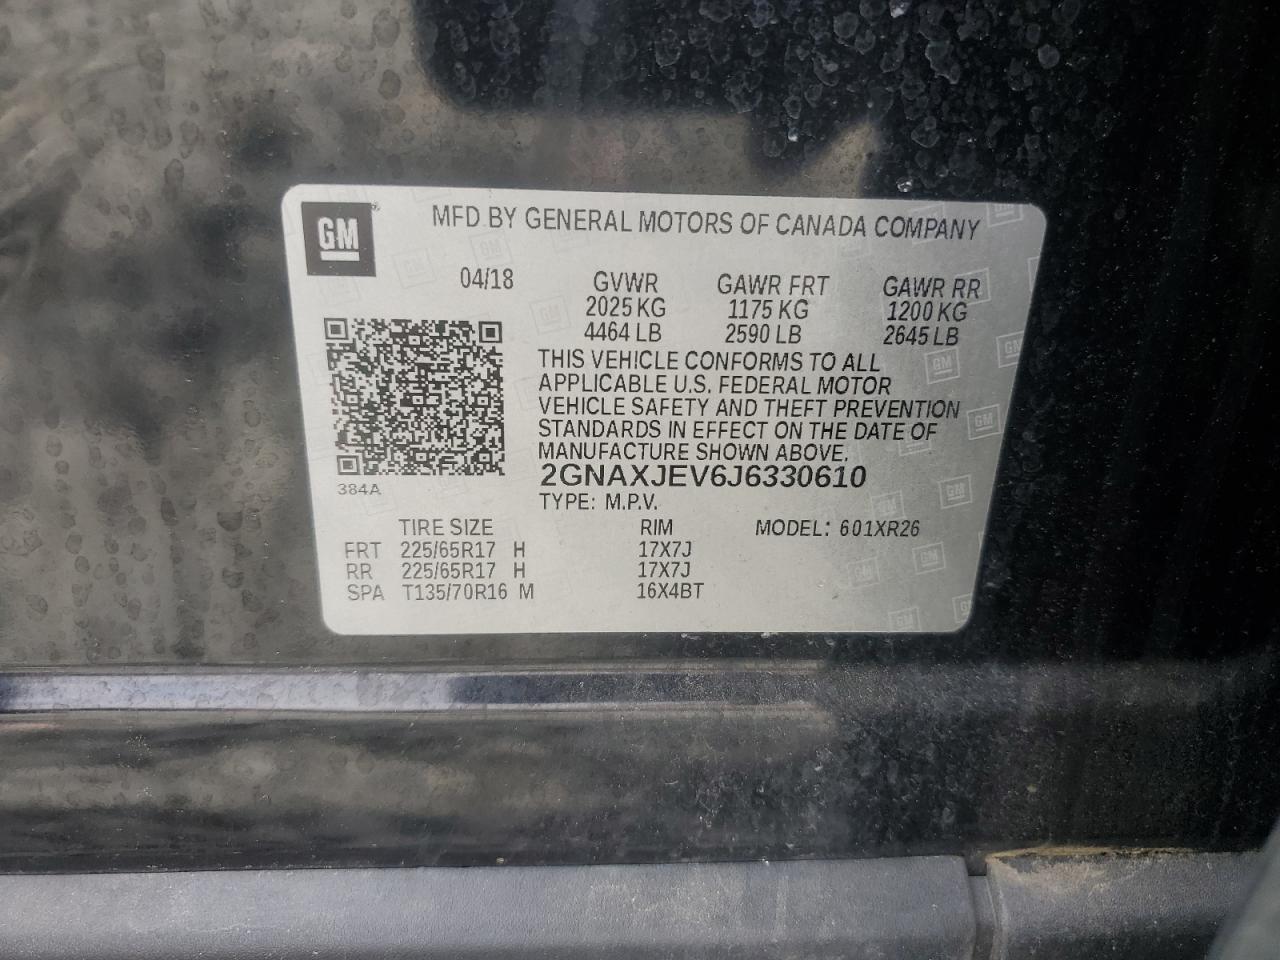 GM
MFD BY GENERAL MOTORS OF CANADA COMPANY
04/18 GVWR GAWR FRT GAWR RR
2025 KG 1175 KG 1200 KG
4464 LB 2590 LB 2645 LB
THIS VEHICLE CONFORMS TO ALL
APPLICABLE U.S. FEDERAL MOTOR
VEHICLE SAFETY AND THEFT PREVENTION
STANDARDS IN EFFECT ON THE DATE OF
MANUFACTURE SHOWN ABOVE.
2GNAXJEV6J6330610
384A
TYPE: M.P.V.
TIRE SIZE RIM MODEL: 601XR26
FRT 225/65R17 H 17X7J
RR 225/65R17 H 17X7J
SPA T135/70R16 M 16X4BT